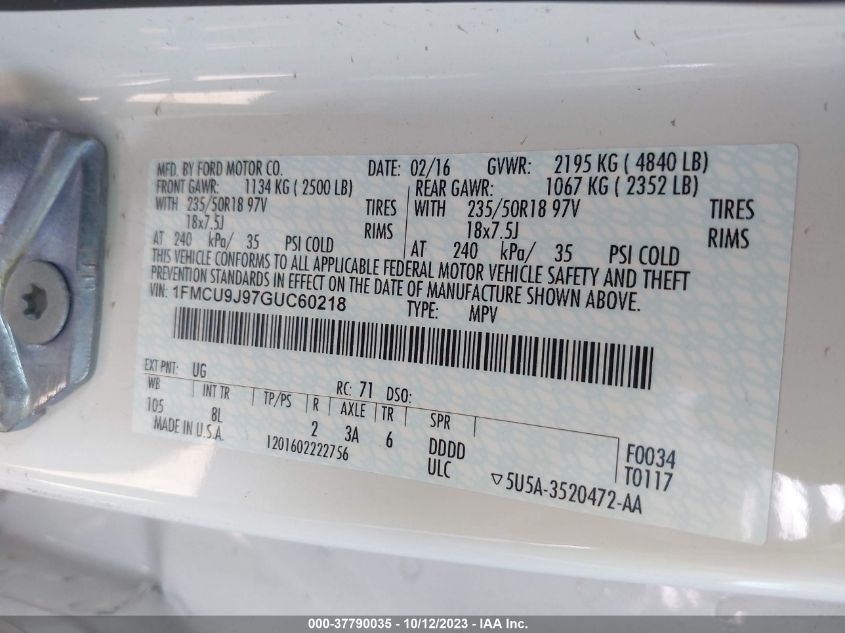 MFD. BY FORD MOTOR CO. DATE: 02/16 GVWR: 2195 KG ( 4840 LB)
FRONT GAWR: 1134 KG ( 2500 LB) REAR GAWR: 1067 KG ( 2352 LB)
WITH 235/50R18 97V TIRES WITH 235/50R18 97V TIRES
18x7.5J RIMS 18x7.5J RIMS
AT 240 kPa/ 35 PSI COLD AT 240 kPa/ 35 PSI COLD
THIS VEHICLE CONFORMS TO ALL APPLICABLE FEDERAL MOTOR VEHICLE SAFETY AND THEFT
PREVENTION STANDARDS IN EFFECT ON THE DATE OF MANUFACTURE SHOWN ABOVE.
VIN: 1FMCU9J97GUC60218 TYPE: MPV
EXT PNT: UG RC: 71 DSO:
WB INT TR TP/PS R AXLE TR SPR
105 8L 2 3A 6 DDDD F0034
MADE IN U.S.A. 1201602222756 ULC T0117
▽5U5A-3520472-AA
000-37790035 - 10/12/2023 - IAA Inc.